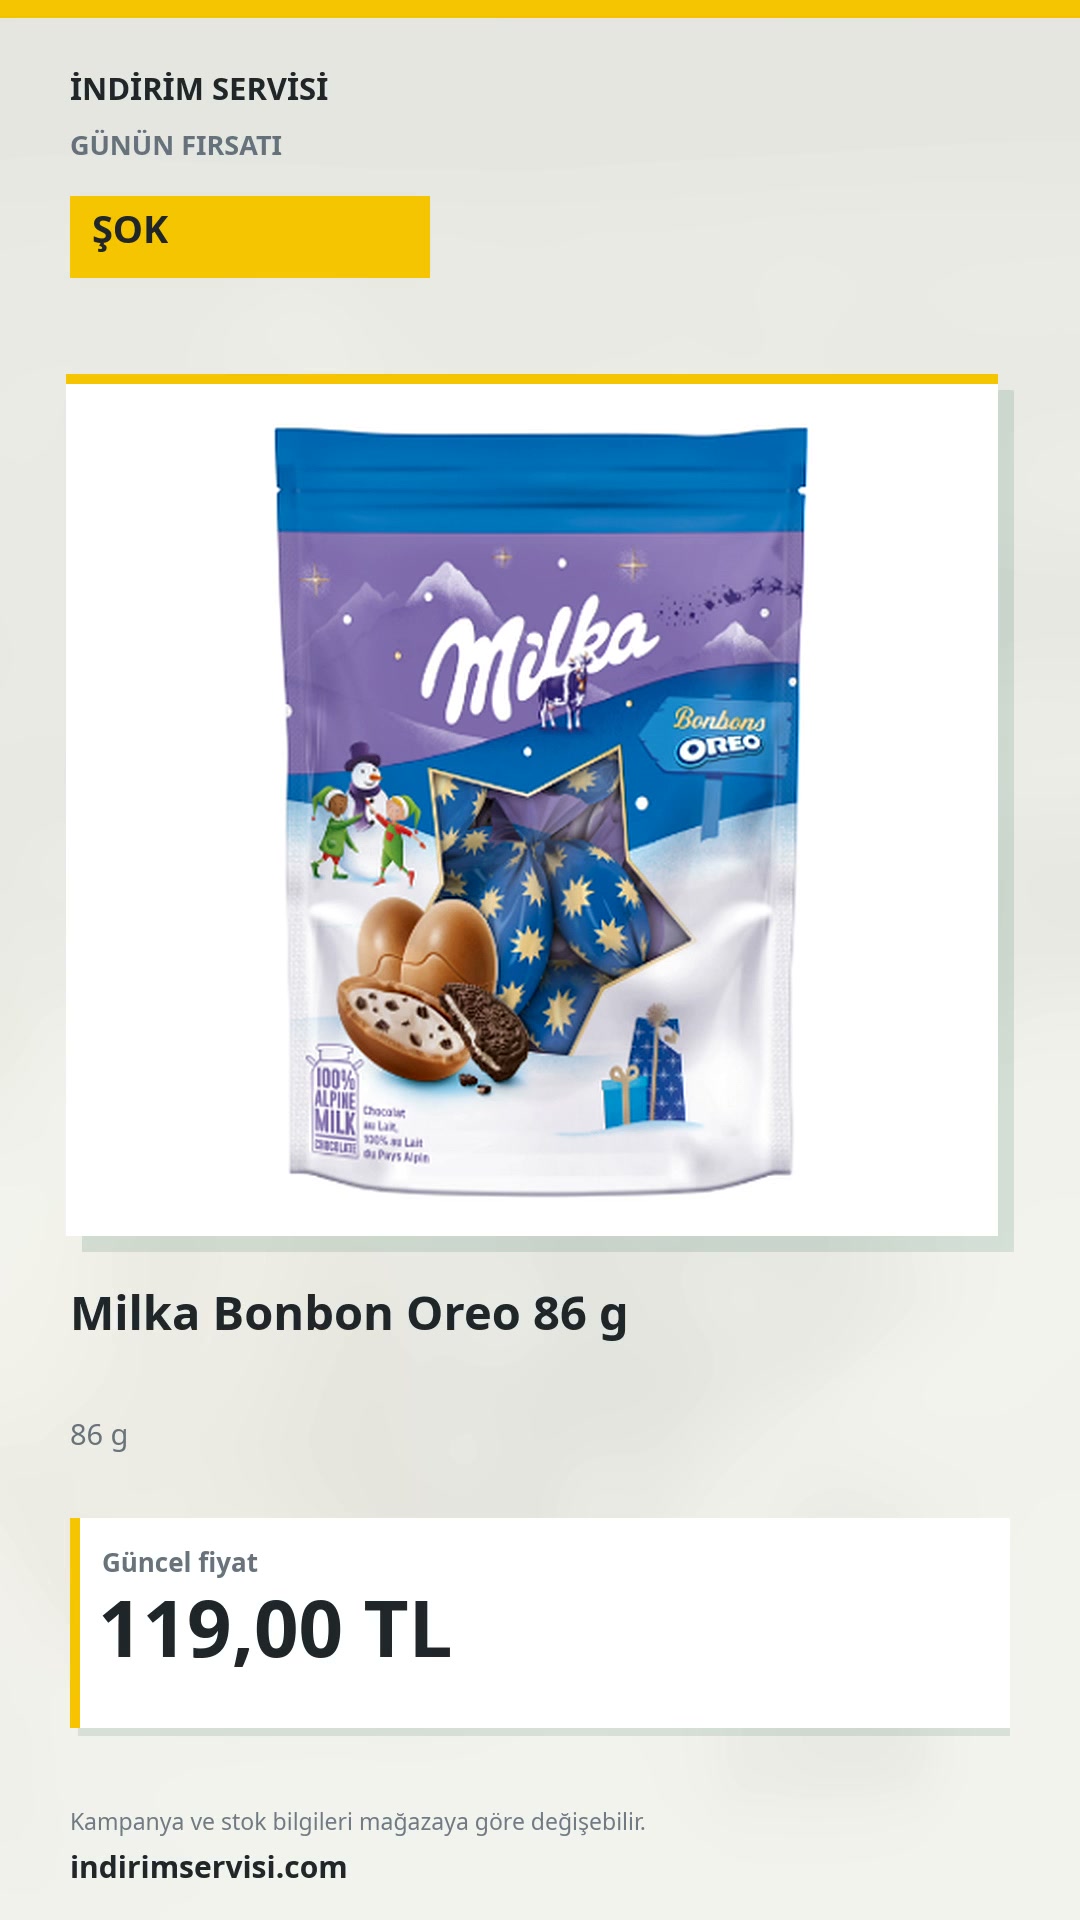 İNDİRİM SERVİSİ
GÜNÜN FIRSATI
ŞOK
Milka
Bonbons
OREO
100%
ALPINE
MILK
CHOCOLATE
Chocolat
au Lait,
100% au Lait
du Pays Alpin
Milka Bonbon Oreo 86 g
86 g
Güncel fiyat
119,00 TL
Kampanya ve stok bilgileri mağazaya göre değişebilir.
indirimservisi.com